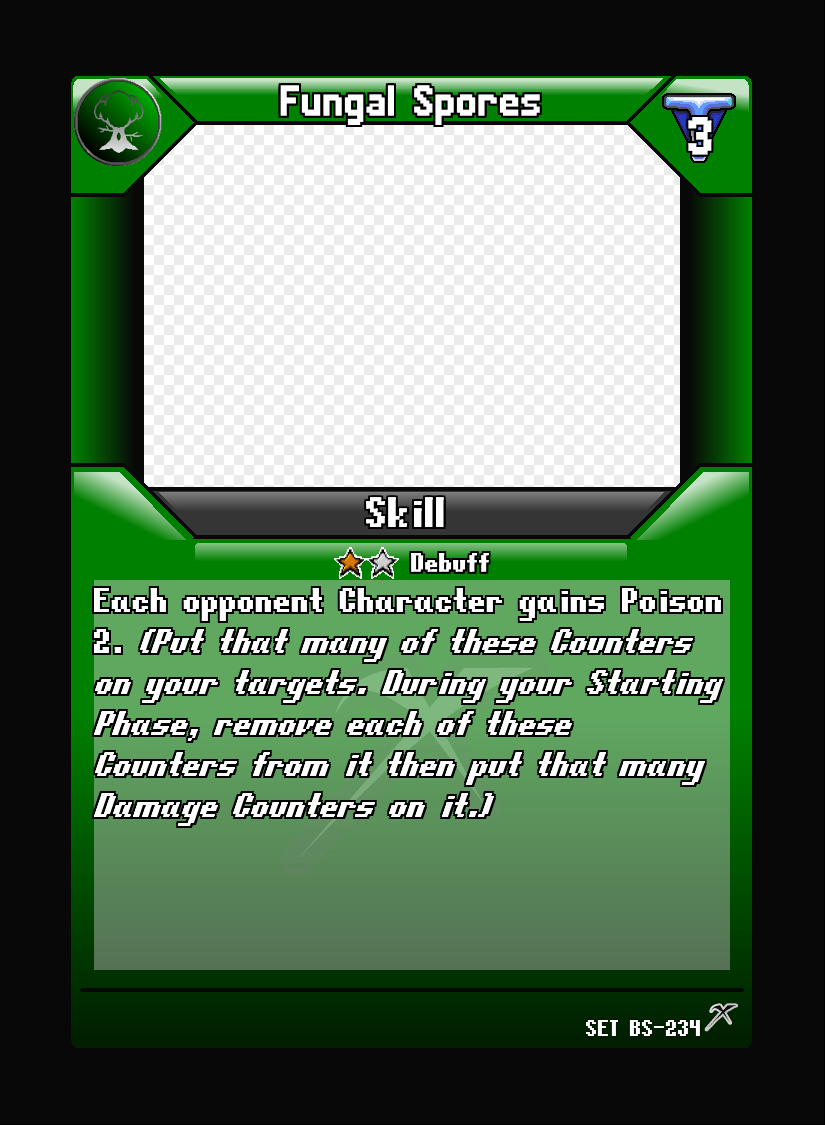 Fungal Spores
3
Skill
Debuff
Each opponent Character gains Poison
2. (Put that many of these Counters
on your targets. During your Starting
Phase, remove each of these
Counters from it then put that many
Damage Counters on it.)
SET BS-234